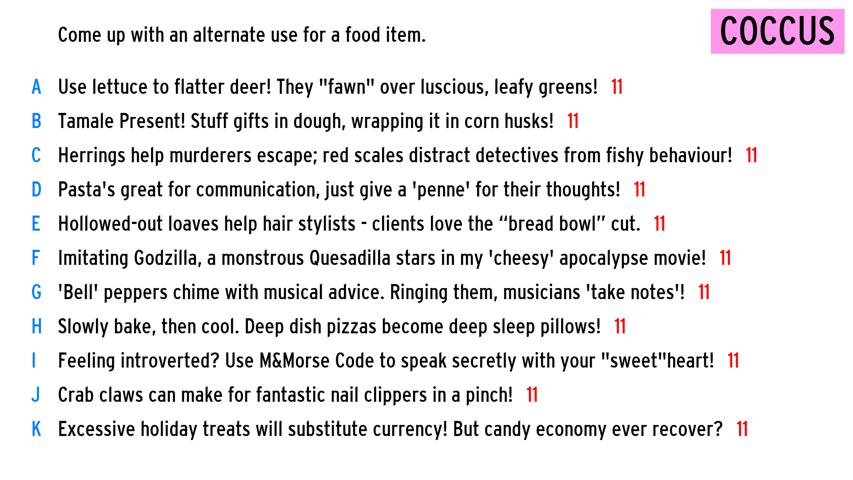 Come up with an alternate use for a food item.
COCCUS
A Use lettuce to flatter deer! They "fawn" over luscious, leafy greens! 11
B Tamale Present! Stuff gifts in dough, wrapping it in corn husks! 11
C Herrings help murderers escape; red scales distract detectives from fishy behaviour! 11
D Pasta's great for communication, just give a 'penne' for their thoughts! 11
E Hollowed-out loaves help hair stylists - clients love the “bread bowl” cut. 11
F Imitating Godzilla, a monstrous Quesadilla stars in my 'cheesy' apocalypse movie! 11
G 'Bell' peppers chime with musical advice. Ringing them, musicians 'take notes'! 11
H Slowly bake, then cool. Deep dish pizzas become deep sleep pillows! 11
I Feeling introverted? Use M&Morse Code to speak secretly with your "sweet"heart! 11
J Crab claws can make for fantastic nail clippers in a pinch! 11
K Excessive holiday treats will substitute currency! But candy economy ever recover? 11